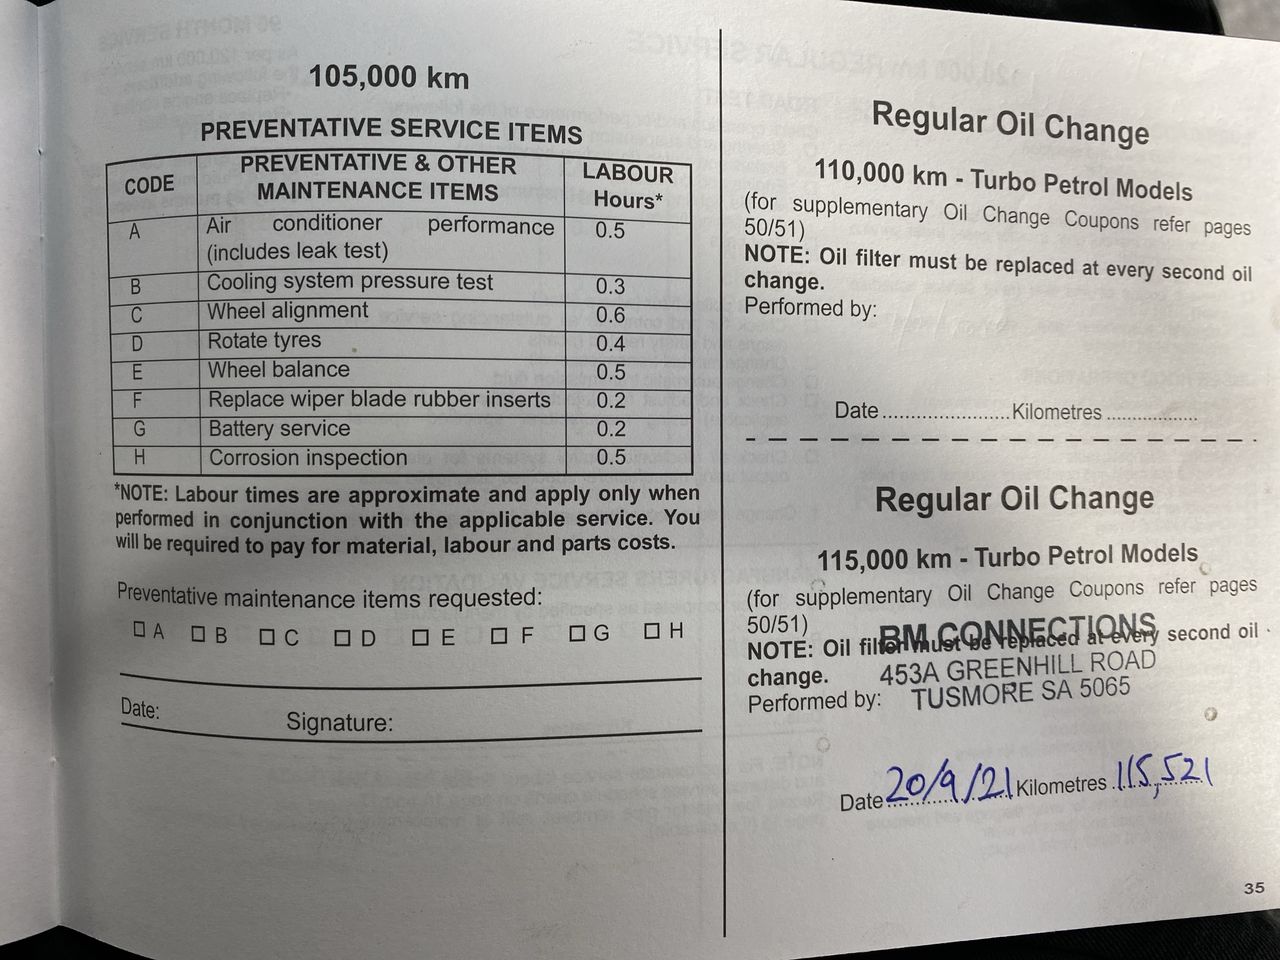 105,000 km
PREVENTATIVE SERVICE ITEMS
CODE PREVENTATIVE & OTHER MAINTENANCE ITEMS LABOUR Hours*
A Air conditioner performance (includes leak test) 0.5
B Cooling system pressure test 0.3
C Wheel alignment 0.6
D Rotate tyres 0.4
E Wheel balance 0.5
F Replace wiper blade rubber inserts 0.2
G Battery service 0.2
H Corrosion inspection 0.5
*NOTE: Labour times are approximate and apply only when
performed in conjunction with the applicable service. You
will be required to pay for material, labour and parts costs.
Preventative maintenance items requested:
☐ A ☐ B ☐ C ☐ D ☐ E ☐ F ☐ G ☐ H
Date: Signature:
Regular Oil Change
110,000 km - Turbo Petrol Models
(for supplementary Oil Change Coupons refer pages
50/51)
NOTE: Oil filter must be replaced at every second oil
change.
Performed by:
Date...................... Kilometres ................
Regular Oil Change
115,000 km - Turbo Petrol Models
(for supplementary Oil Change Coupons refer pages
50/51)
BM CONNECTIONS
NOTE: Oil filter must be replaced at every second oil
change. 453A GREENHILL ROAD
Performed by: TUSMORE SA 5065
Date 20/9/21 Kilometres 115,521
35